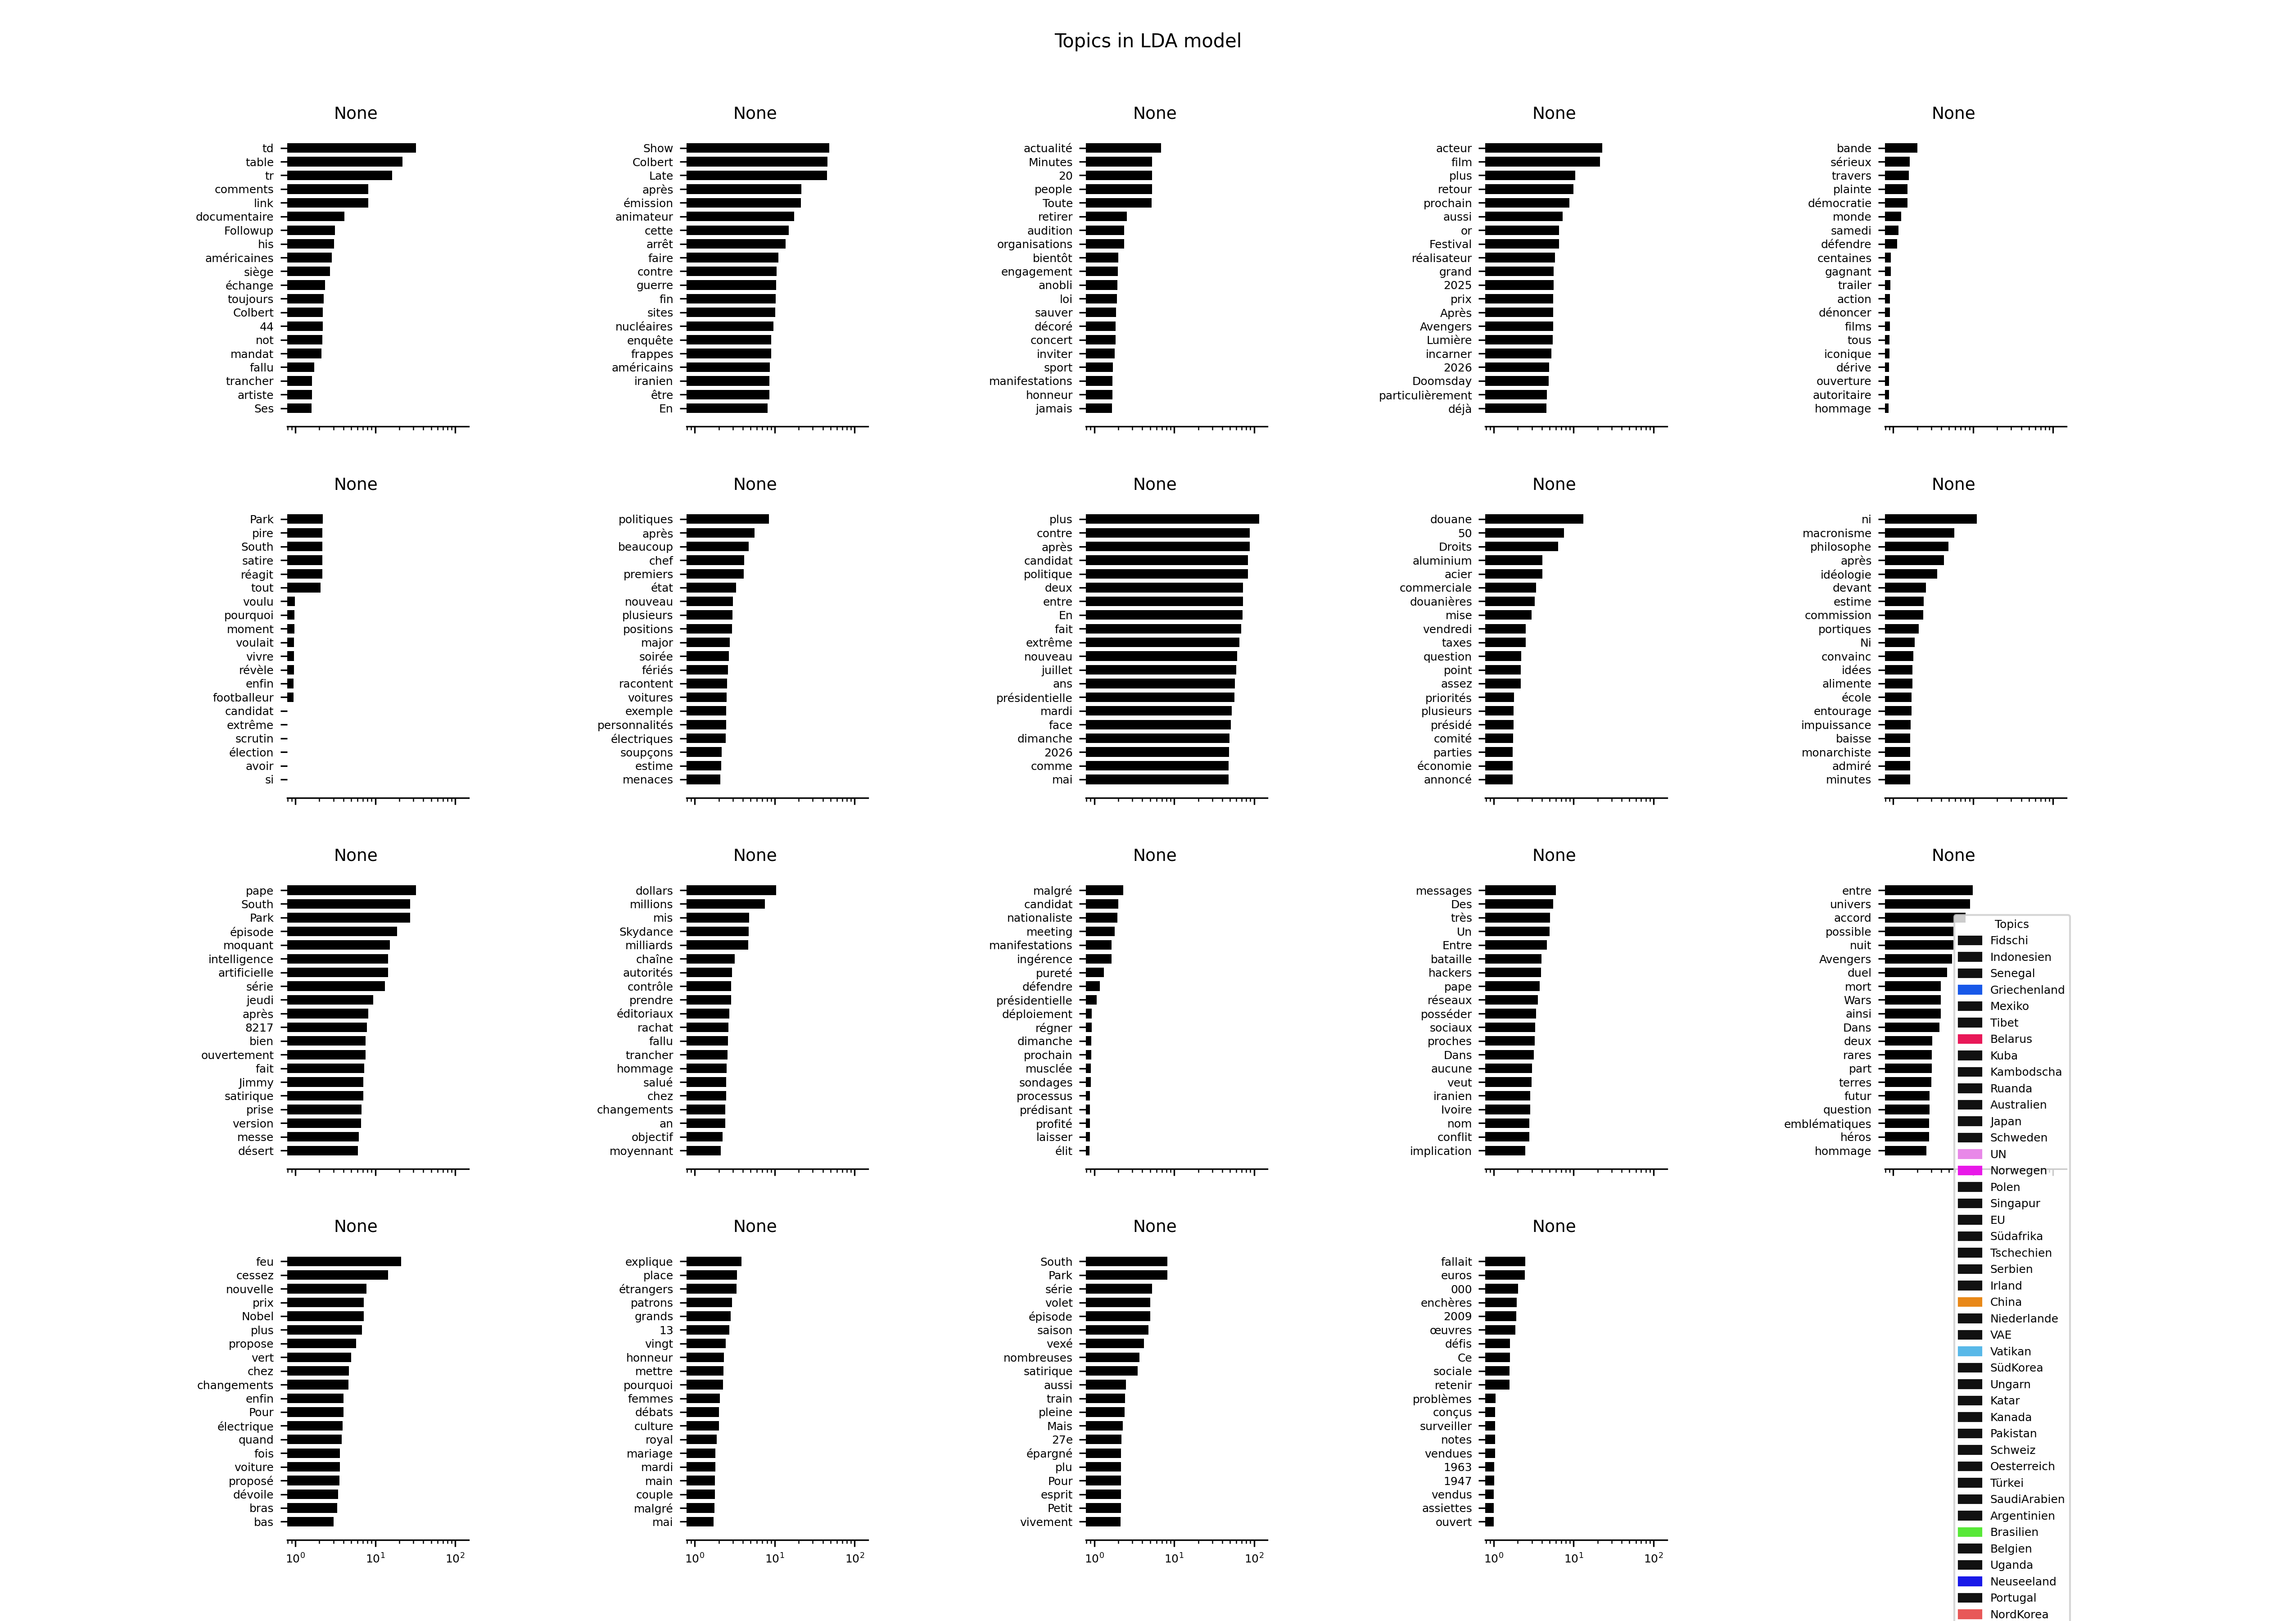 Topics in LDA model
None
td
table
tr
comments
link
documentaire
Followup
his
américaines
siège
échange
toujours
Colbert
44
not
mandat
fallu
trancher
artiste
Ses
None
Show
Colbert
Late
après
émission
animateur
cette
arrêt
faire
contre
guerre
fin
sites
nucléaires
enquête
frappes
américains
iranien
être
En
None
actualité
Minutes
20
people
Toute
retirer
audition
organisations
bientôt
engagement
anobli
loi
sauver
décoré
concert
inviter
sport
manifestations
honneur
jamais
None
acteur
film
plus
retour
prochain
aussi
or
Festival
réalisateur
grand
2025
prix
Après
Avengers
Lumière
incarner
2026
Doomsday
particulièrement
déjà
None
bande
sérieux
travers
plainte
démocratie
monde
samedi
défendre
centaines
gagnant
trailer
action
dénoncer
films
tous
iconique
dérive
ouverture
autoritaire
hommage
None
Park
pire
South
satire
réagit
tout
voulu
pourquoi
moment
voulait
vivre
révèle
enfin
footballeur
candidat
extrême
scrutin
élection
avoir
si
None
politiques
après
beaucoup
chef
premiers
état
nouveau
plusieurs
positions
major
soirée
fériés
racontent
voitures
exemple
personnalités
électriques
soupçons
estime
menaces
None
plus
contre
après
candidat
politique
deux
entre
En
fait
extrême
nouveau
juillet
ans
présidentielle
mardi
face
dimanche
2026
comme
mai
None
douane
50
Droits
aluminium
acier
commerciale
douanières
mise
vendredi
taxes
question
point
assez
priorités
plusieurs
présidé
comité
parties
économie
annoncé
None
ni
macronisme
philosophe
après
idéologie
devant
estime
commission
portiques
Ni
convainc
idées
alimente
école
entourage
impuissance
baisse
monarchiste
admiré
minutes
None
pape
South
Park
épisode
moquant
intelligence
artificielle
série
jeudi
après
8217
bien
ouvertement
fait
Jimmy
satirique
prise
version
messe
désert
None
dollars
millions
mis
Skydance
milliards
chaîne
autorités
contrôle
prendre
éditoriaux
rachat
fallu
trancher
hommage
salué
chez
changements
an
objectif
moyennant
None
malgré
candidat
nationaliste
meeting
manifestations
ingérence
pureté
défendre
présidentielle
déploiement
régner
dimanche
prochain
musclée
sondages
processus
prédisant
profité
laisser
élit
None
messages
Des
très
Un
Entre
bataille
hackers
pape
réseaux
posséder
sociaux
proches
Dans
aucune
veut
iranien
Ivoire
nom
conflit
implication
None
entre
univers
accord
possible
nuit
Avengers
duel
mort
Wars
ainsi
Dans
deux
rares
part
terres
futur
question
emblématiques
héros
hommage
None
feu
cessez
nouvelle
prix
Nobel
plus
propose
vert
chez
changements
enfin
Pour
électrique
quand
fois
voiture
proposé
dévoile
bras
bas
10⁰ 10¹ 10²
None
explique
place
étrangers
patrons
grands
13
vingt
honneur
mettre
pourquoi
femmes
débats
culture
royal
mariage
mardi
main
couple
malgré
mai
10⁰ 10¹ 10²
None
South
Park
série
volet
épisode
saison
vexé
nombreuses
satirique
aussi
train
pleine
Mais
27e
épargné
plu
Pour
esprit
Petit
vivement
10⁰ 10¹ 10²
None
fallait
euros
000
enchères
2009
œuvres
défis
Ce
sociale
retenir
problèmes
conçus
surveiller
notes
vendues
1963
1947
vendus
assiettes
ouvert
10⁰ 10¹ 10²
Topics
Fidschi
Indonesien
Senegal
Griechenland
Mexiko
Tibet
Belarus
Kuba
Kambodscha
Ruanda
Australien
Japan
Schweden
UN
Norwegen
Polen
Singapur
EU
Südafrika
Tschechien
Serbien
Irland
China
Niederlande
VAE
Vatikan
SüdKorea
Ungarn
Katar
Kanada
Pakistan
Schweiz
Oesterreich
Türkei
SaudiArabien
Argentinien
Brasilien
Belgien
Uganda
Neuseeland
Portugal
NordKorea